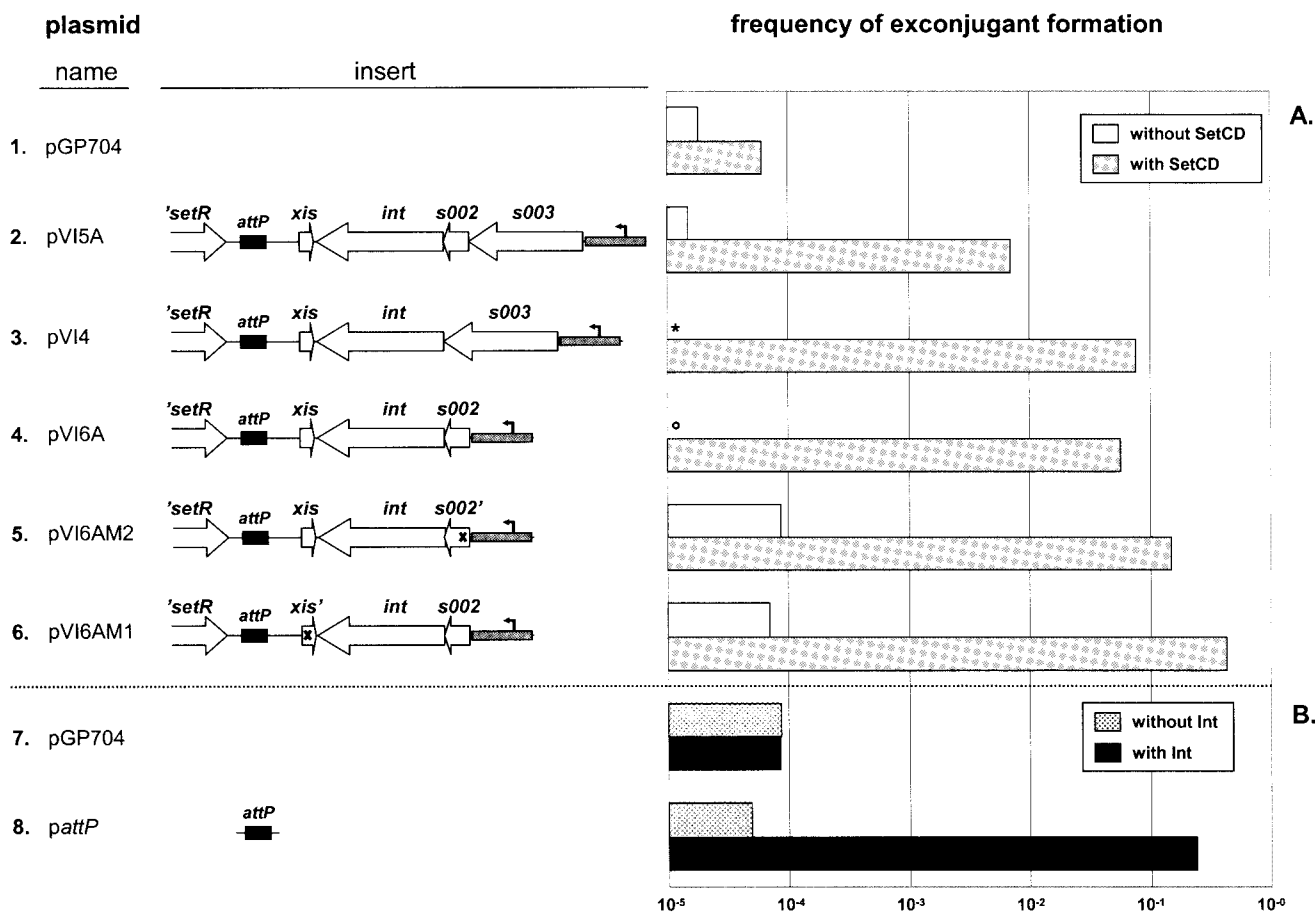 plasmid
frequency of exconjugant formation
name insert
A.
without SetCD
with SetCD
1. pGP704
'setR attP xis int s002 s003
2. pVI5A
'setR attP xis int s003
3. pVI4 *
'setR attP xis int s002
4. pVI6A °
'setR attP xis int s002'
5. pVI6AM2 x
'setR attP xis' int s002
6. pVI6AM1 x
B.
without Int
with Int
7. pGP704
attP
8. pattP
10⁻⁵ 10⁻⁴ 10⁻³ 10⁻² 10⁻¹ 10⁻⁰